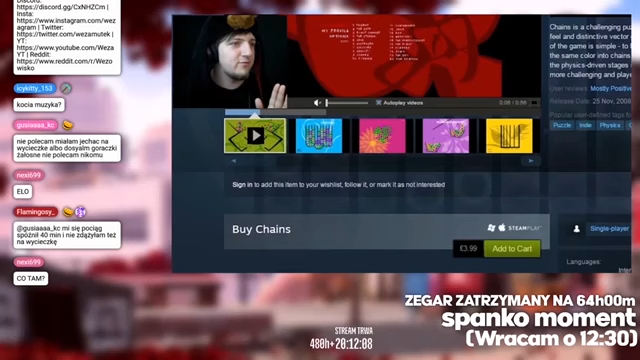 Discord:
https://discord.gg/CxNHZCm |
Insta:
https://www.instagram.com/wez
agram | Twitter:
https://twitter.com/wezamutek |
YT:
https://www.youtube.com/Weza
YT | Reddit:
https://www.reddit.com/r/Wezo
wisko
icykitty_153
kocia muzyka?
gusiaaaa_kc
nie polecam miałam jechac na
wycieczke albo dosyalm goraczki
żałosne nie polecam nikomu
nexi699
ELO
Flamingosy_
@gusiaaaa_kc mi się pociąg
spóźnił 40 min i nie zdążyłam też
na wycieczkę
nexi699
CO TAM?
MY PROFILE
Autoplay videos
Sign in to add this item to your wishlist, follow it, or mark it as not interested
Buy Chains
STEAMPLAY
£3.99
Add to Cart
Chains is a challenging pu
feel and distinctive vector
of the game is simple - to l
the same color into chains
the physics-driven stages
more challenging and playe
User reviews: Mostly Positive
Release Date: 25 Nov, 2008
Popular user-defined tags
Puzzle
Indie
Physics
Single-player
Languages:
ZEGAR ZATRZYMANY NA 64h00m
spanko moment
(Wracam o 12:30)
STREAM TRWA
480h+20:12:08